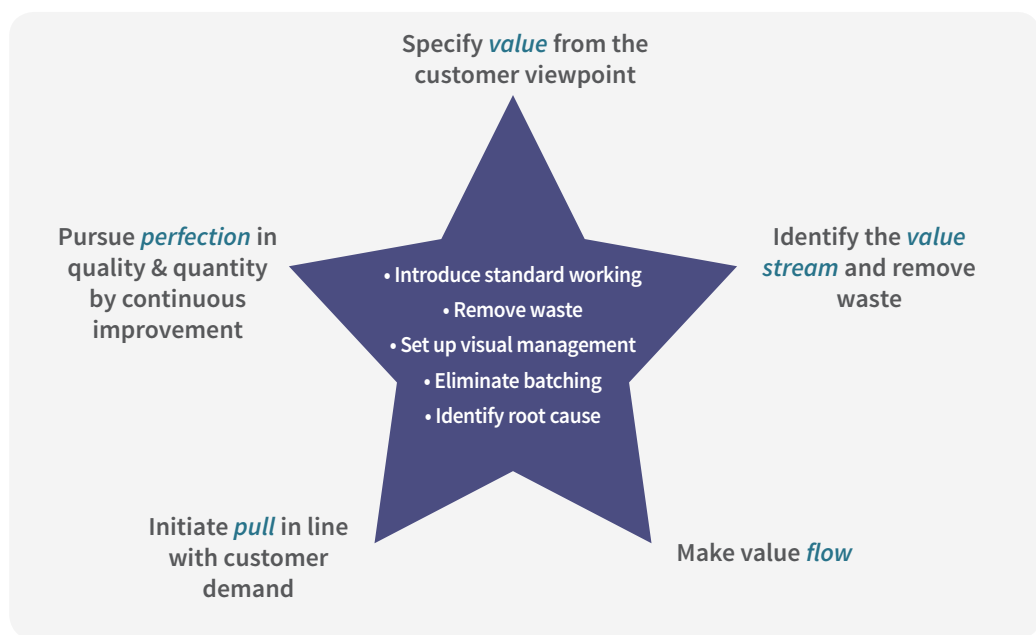 Specify value from the
customer viewpoint
Pursue perfection in
quality & quantity
by continuous
improvement
Identify the value
stream and remove
waste
• Introduce standard working
• Remove waste
• Set up visual management
• Eliminate batching
• Identify root cause
Initiate pull in line
with customer
demand
Make value flow